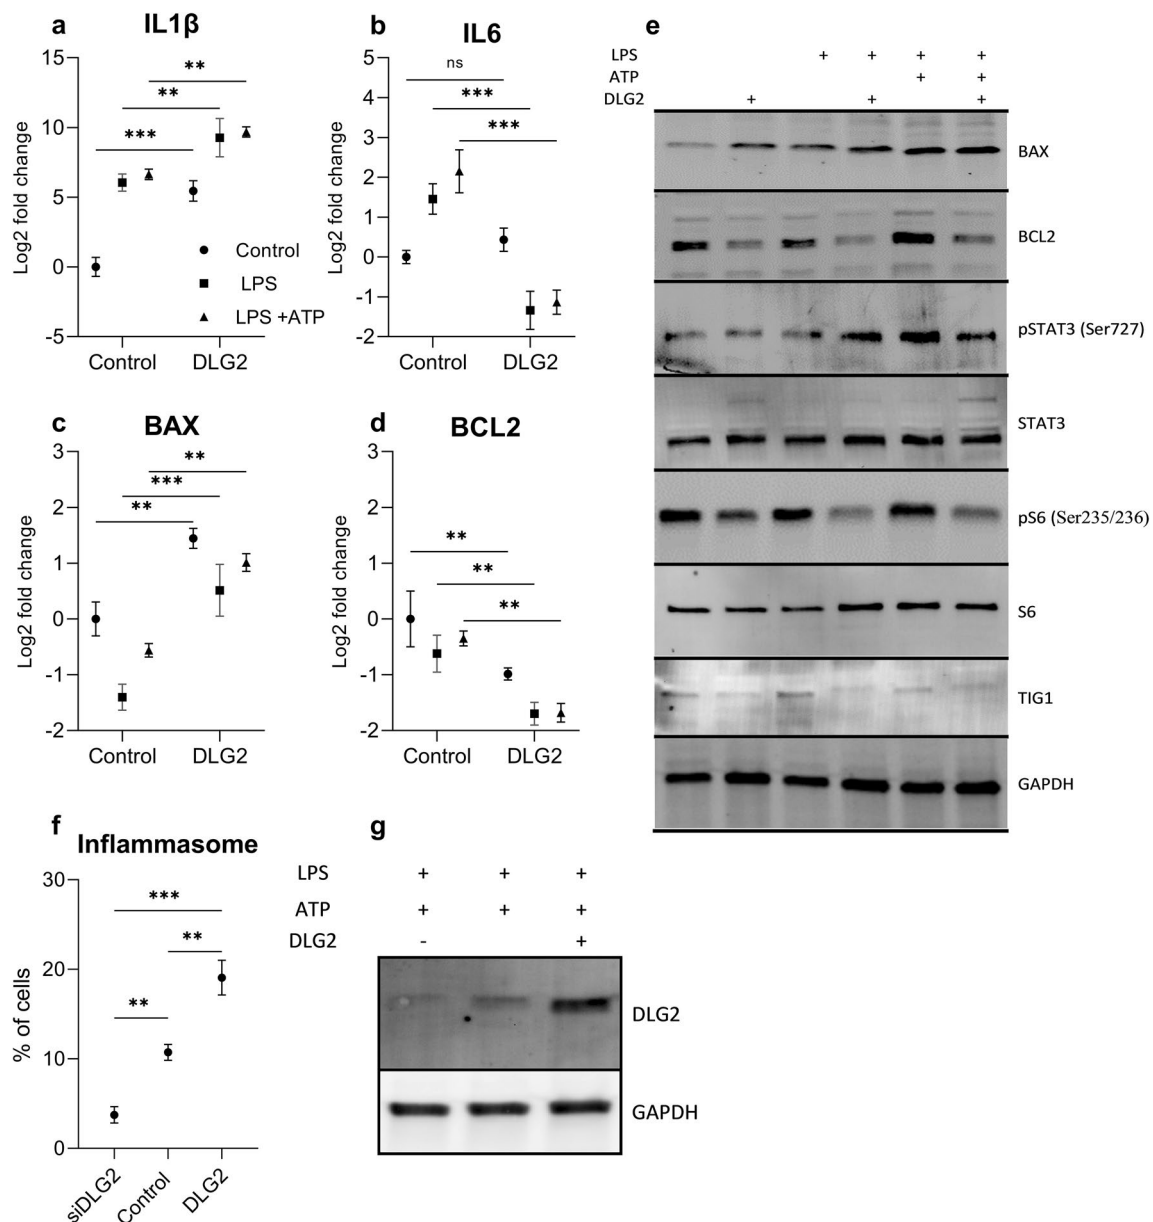 a
IL1β
Log2 fold change
15
10
5
0
-5
**
**
***
Control
LPS
LPS +ATP
Control
DLG2
b
IL6
Log2 fold change
5
4
3
2
1
0
-1
-2
ns
***
***
Control
DLG2
c
BAX
Log2 fold change
3
2
1
0
-1
-2
**
***
**
Control
DLG2
d
BCL2
Log2 fold change
3
2
1
0
-1
-2
**
**
**
Control
DLG2
e
LPS + + + +
ATP + +
DLG2 + + +
BAX
BCL2
pSTAT3 (Ser727)
STAT3
pS6 (Ser235/236)
S6
TIG1
GAPDH
f
Inflammasome
% of cells
30
20
10
0
***
**
**
siDLG2
Control
DLG2
g
LPS + + +
ATP + + +
DLG2 - +
DLG2
GAPDH